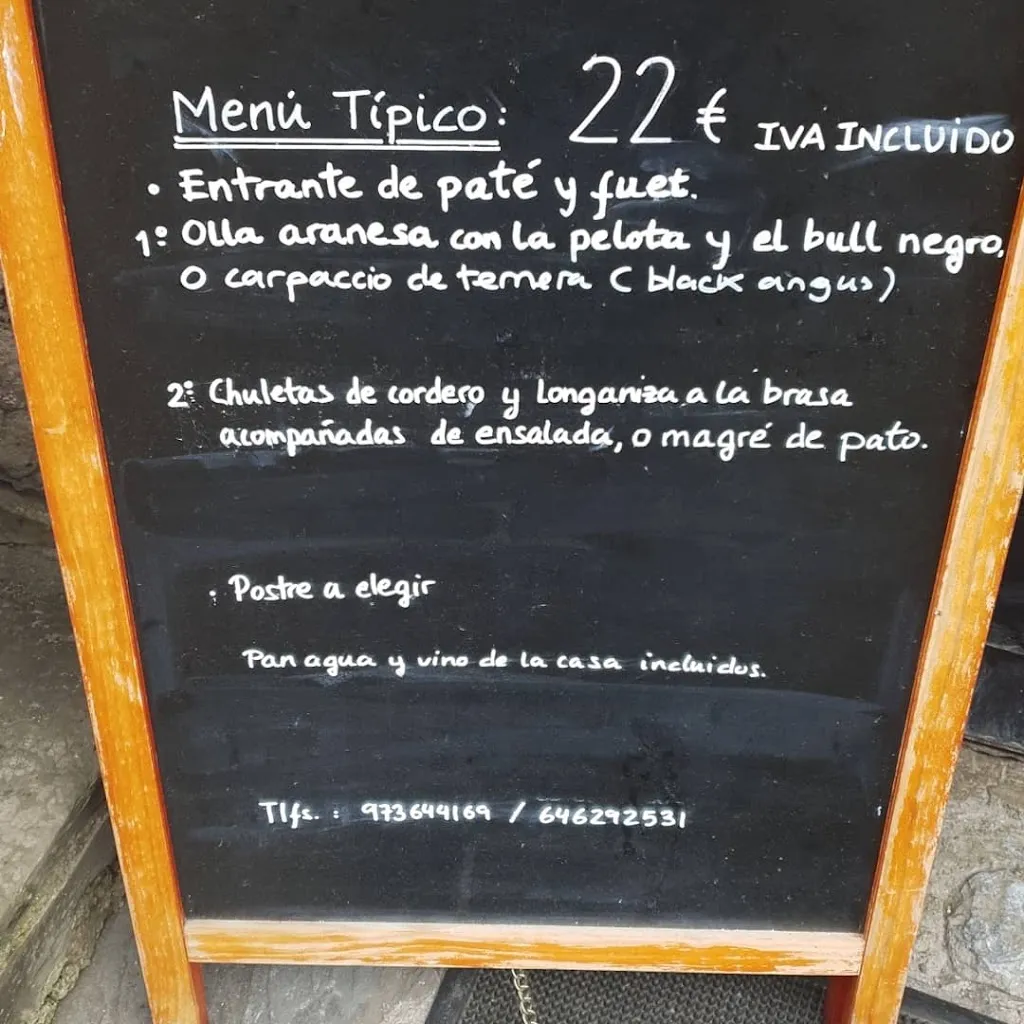 Menú Típico: 22 € IVA INCLUIDO
• Entrante de paté y fuet.
1º Olla aranesa con la pelota y el bull negro,
O carpaccio de ternera (black angus)
2º Chuletas de cordero y longaniza a la brasa
acompañadas de ensalada, o magré de pato.
• Postre a elegir
Pan agua y vino de la casa incluidos.
Tlfs. : 973644169 / 646292531